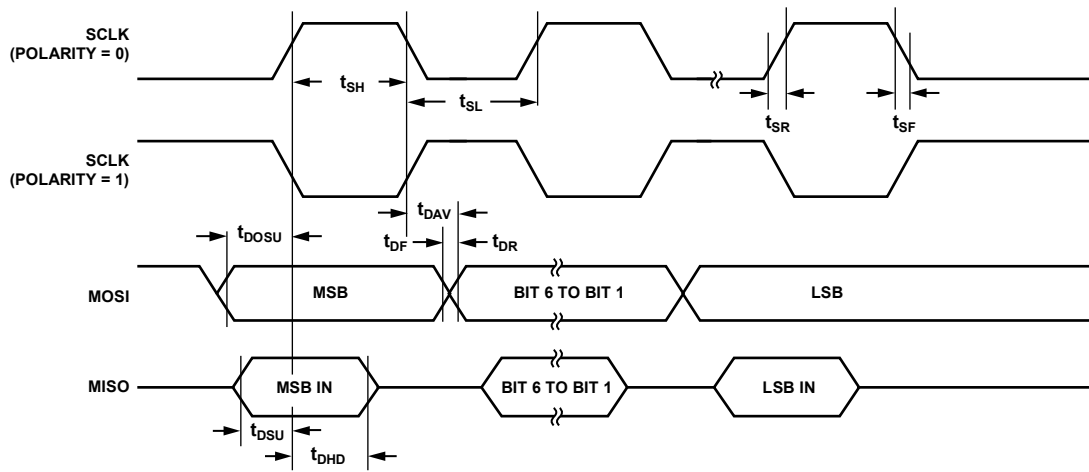 SCLK
(POLARITY = 0)
tSH
tSL
tSR
tSF
SCLK
(POLARITY = 1)
tDAV
tDOSU
tDF
tDR
MOSI
MSB
BIT 6 TO BIT 1
LSB
MISO
MSB IN
BIT 6 TO BIT 1
LSB IN
tDSU
tDHD